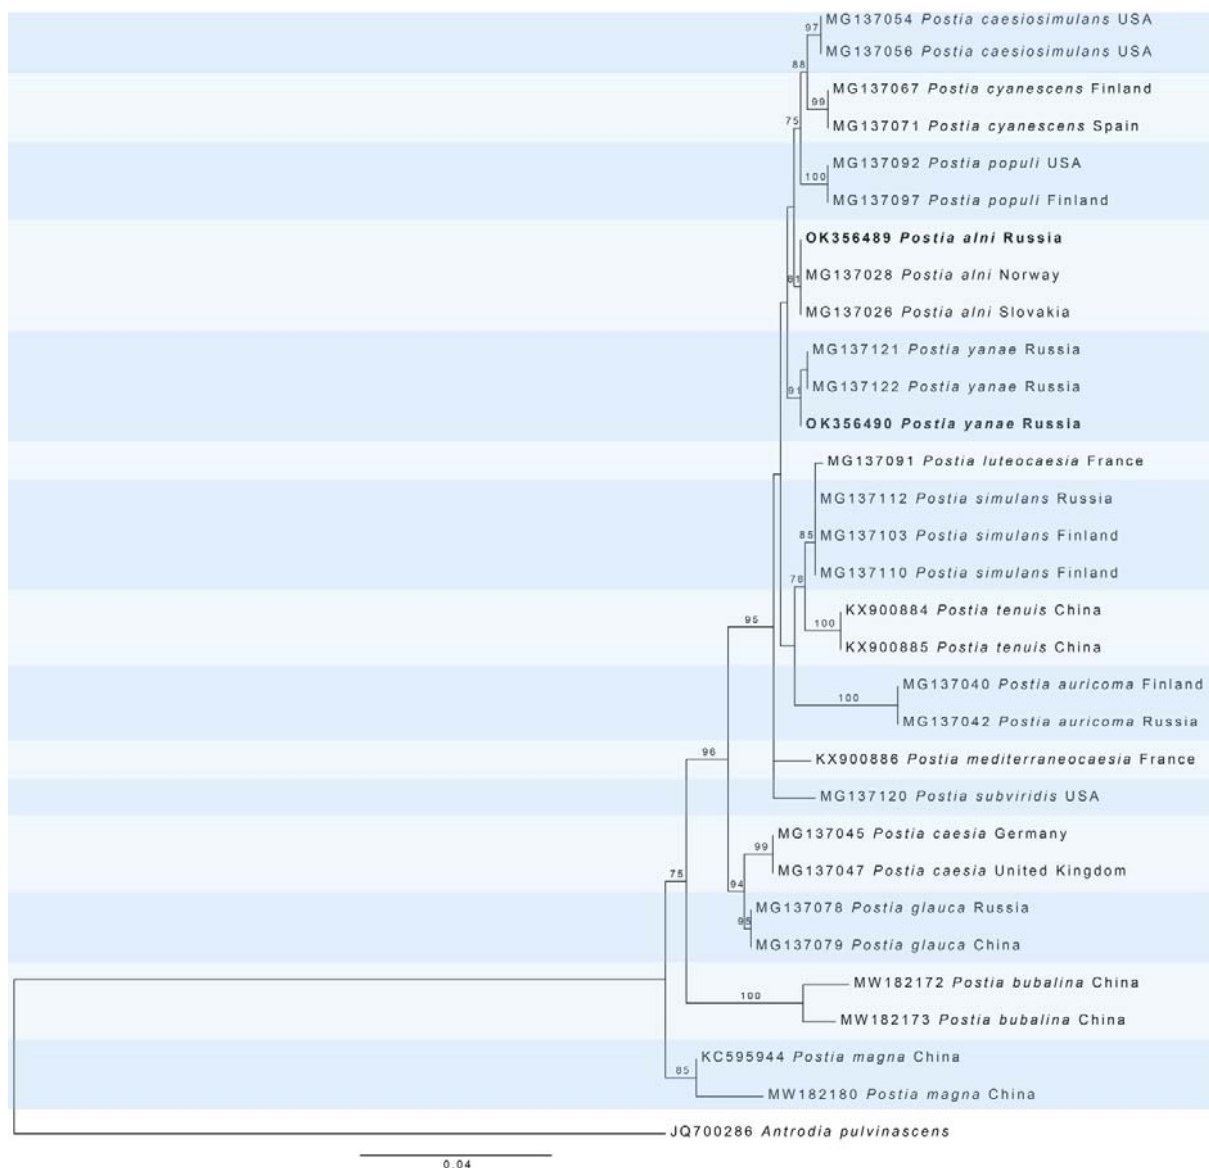 MG137054 Postia caesiosimulans USA
97
MG137056 Postia caesiosimulans USA
88
MG137067 Postia cyanescens Finland
99
MG137071 Postia cyanescens Spain
75
MG137092 Postia populi USA
100
MG137097 Postia populi Finland
OK356489 Postia alni Russia
MG137028 Postia alni Norway
81
MG137026 Postia alni Slovakia
MG137121 Postia yanae Russia
MG137122 Postia yanae Russia
91
OK356490 Postia yanae Russia
MG137091 Postia luteocaesia France
MG137112 Postia simulans Russia
85
MG137103 Postia simulans Finland
MG137110 Postia simulans Finland
78
KX900884 Postia tenuis China
100
95
KX900885 Postia tenuis China
MG137040 Postia auricoma Finland
100
MG137042 Postia auricoma Russia
96
KX900886 Postia mediterraneocaesia France
MG137120 Postia subviridis USA
MG137045 Postia caesia Germany
99
MG137047 Postia caesia United Kingdom
75
94
MG137078 Postia glauca Russia
95
MG137079 Postia glauca China
MW182172 Postia bubalina China
100
MW182173 Postia bubalina China
KC595944 Postia magna China
85
MW182180 Postia magna China
JQ700286 Antrodia pulvinascens
0.04